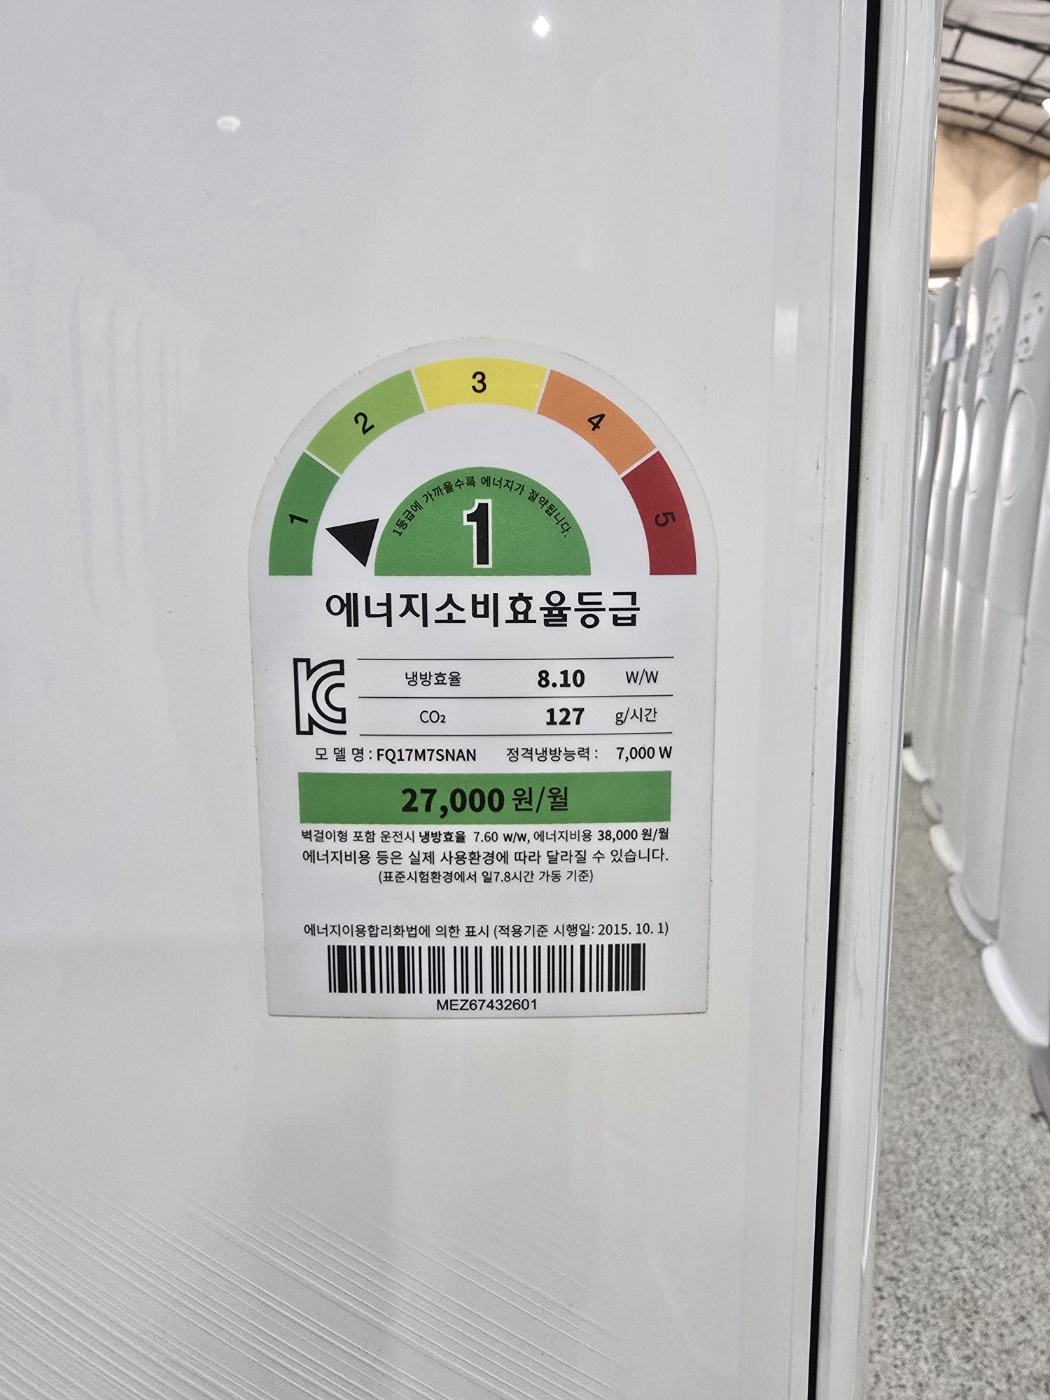 1 2 3 4 5
1등급에 가까울수록 에너지가 절약됩니다.
1
에너지소비효율등급
냉방효율 8.10 W/W
CO₂ 127 g/시간
모 델 명 : FQ17M7SNAN 정격냉방능력 : 7,000 W
27,000 원/월
벽걸이형 포함 운전시 냉방효율 7.60 W/W, 에너지비용 38,000 원/월
에너지비용 등은 실제 사용환경에 따라 달라질 수 있습니다.
(표준시험환경에서 일7.8시간 가동 기준)
에너지이용합리화법에 의한 표시 (적용기준 시행일: 2015. 10. 1)
MEZ67432601